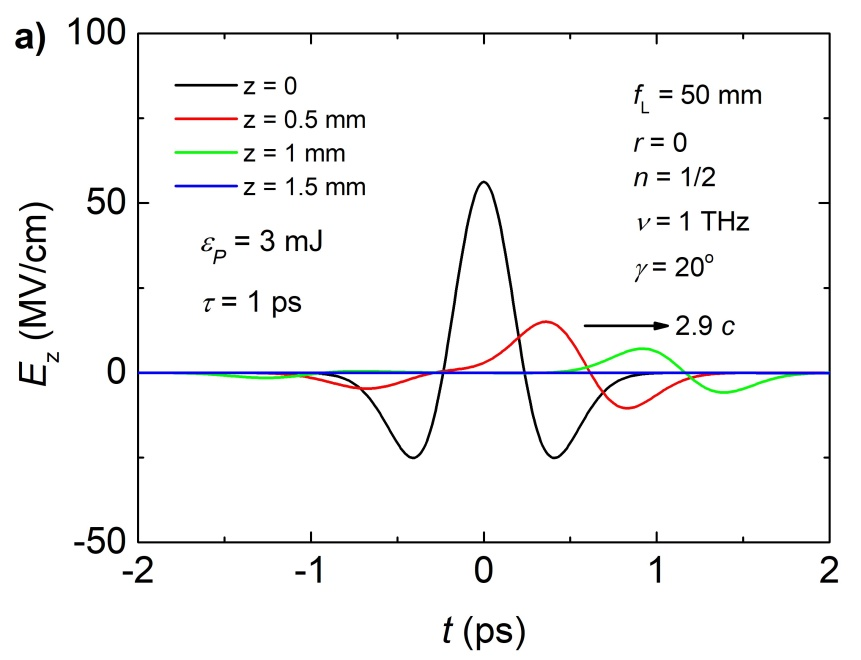 a)
100
50
0
-50
-2
-1
0
1
2
E_z (MV/cm)
t (ps)
z = 0
z = 0.5 mm
z = 1 mm
z = 1.5 mm
ε_P = 3 mJ
τ = 1 ps
f_L = 50 mm
r = 0
n = 1/2
ν = 1 THz
γ = 20°
2.9 c